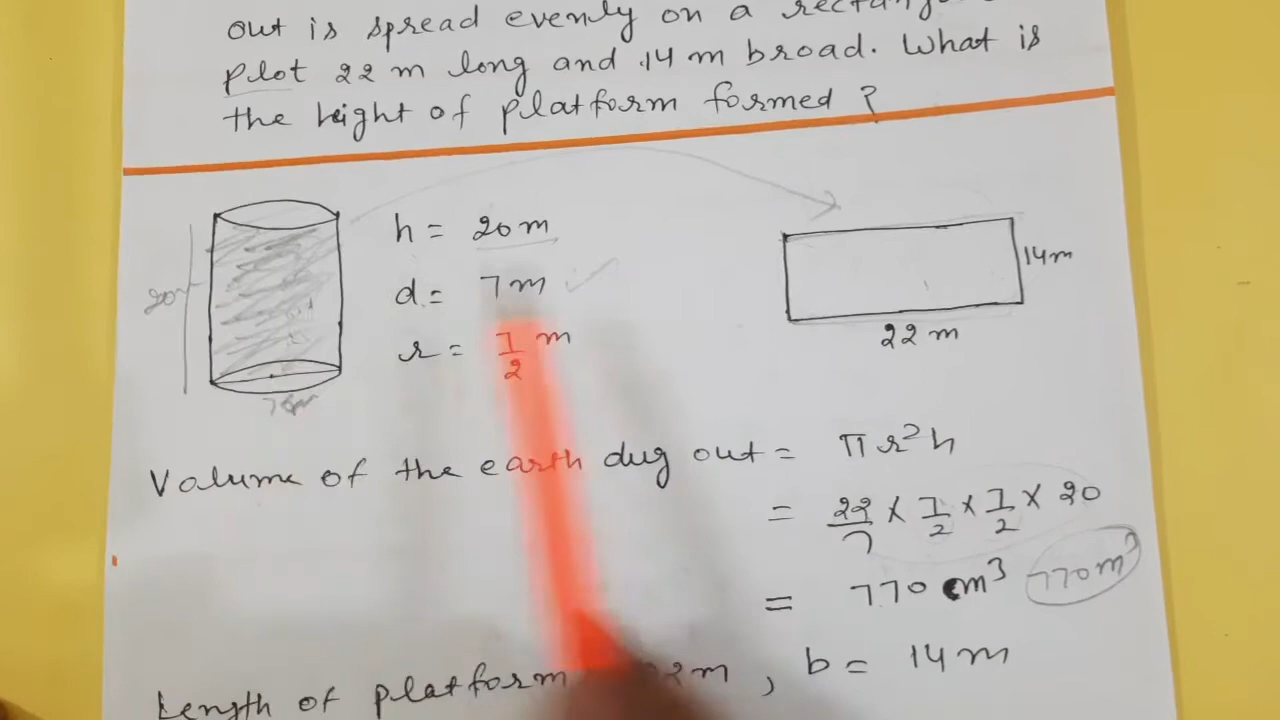 out is spread evenly on a
plot 22 m long and 14 m broad. What is
the height of platform formed ?
h = 20m
d = 7m
r = 7/2 m
20m
14m
22 m
Volume of the earth dug out = πr²h
= 22/7 × 7/2 × 7/2 × 20
= 770 m³ 770m³
Length of platform 2m , b = 14m